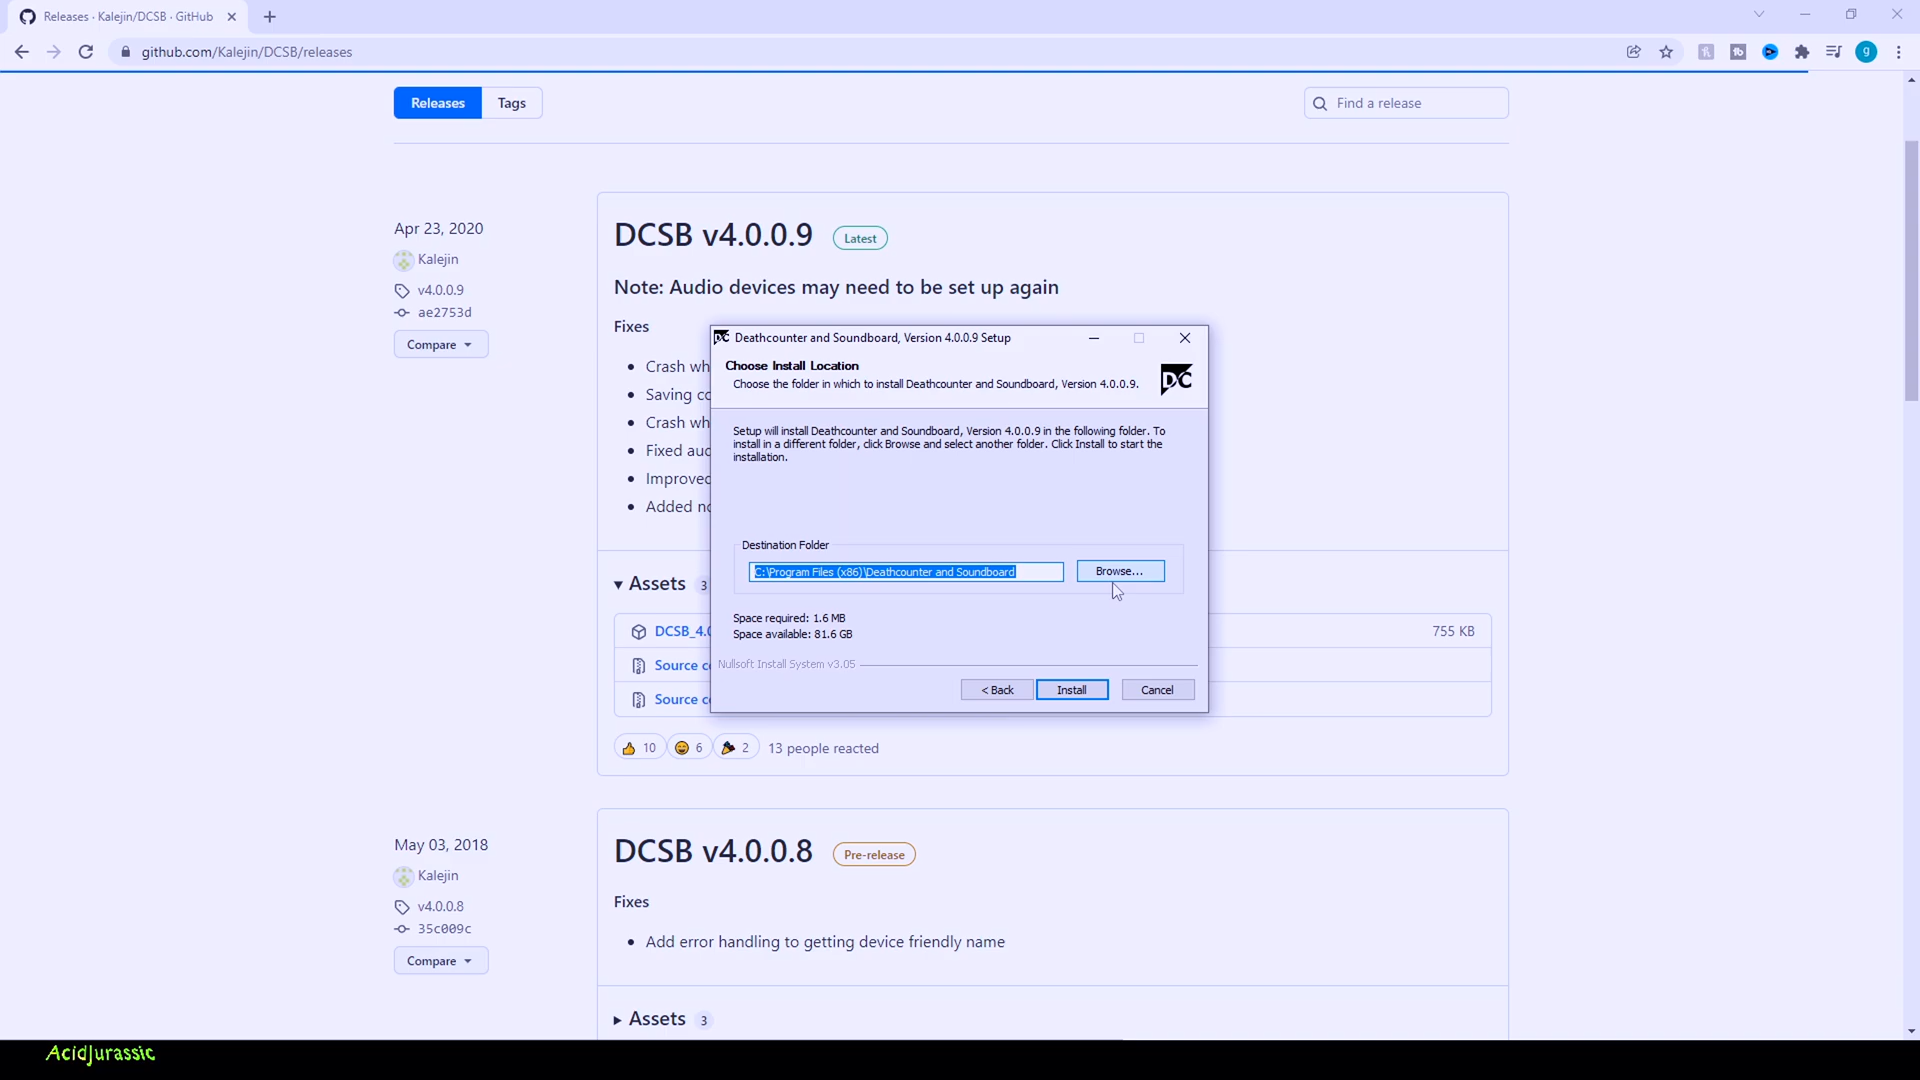 Releases · Kalejin/DCSB · GitHub
github.com/Kalejin/DCSB/releases
g
Releases
Tags
Find a release
Apr 23, 2020
Kalejin
v4.0.0.9
ae2753d
Compare
DCSB v4.0.0.9
Latest
Note: Audio devices may need to be set up again
Fixes
Crash wh
Saving co
Crash wh
Fixed aud
Improved
Added no
Assets 3
DCSB_4.0
755 KB
Source co
Source co
10
6
2
13 people reacted
DC Deathcounter and Soundboard, Version 4.0.0.9 Setup
Choose Install Location
Choose the folder in which to install Deathcounter and Soundboard, Version 4.0.0.9.
DC
Setup will install Deathcounter and Soundboard, Version 4.0.0.9 in the following folder. To
install in a different folder, click Browse and select another folder. Click Install to start the
installation.
Destination Folder
C:\Program Files (x86)\Deathcounter and Soundboard
Browse...
Space required: 1.6 MB
Space available: 81.6 GB
Nullsoft Install System v3.05
< Back
Install
Cancel
May 03, 2018
Kalejin
v4.0.0.8
35c009c
Compare
DCSB v4.0.0.8
Pre-release
Fixes
Add error handling to getting device friendly name
Assets 3
AcidJurassic